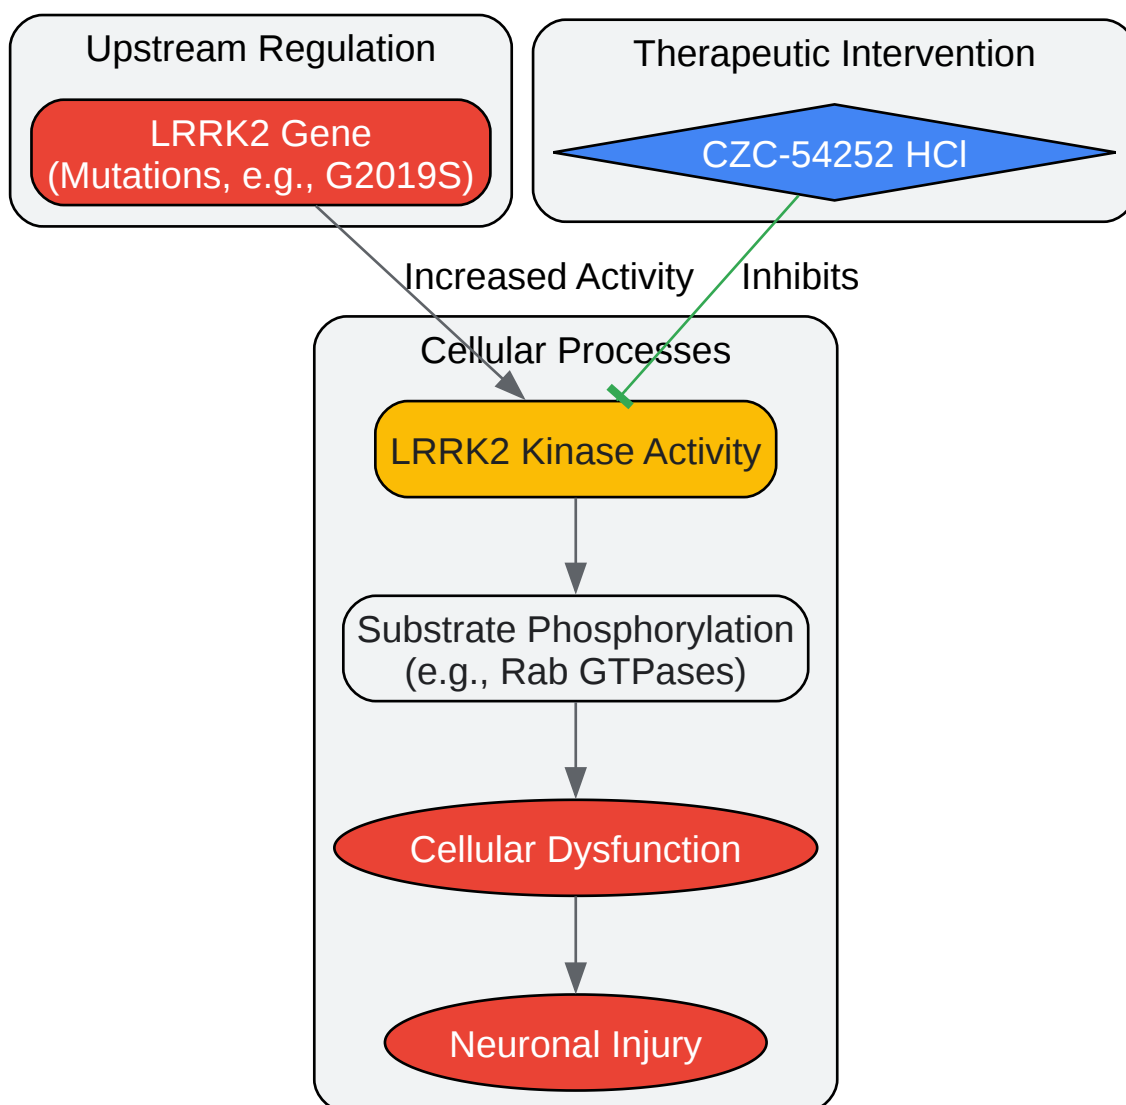 Upstream Regulation
Therapeutic Intervention
LRRK2 Gene
(Mutations, e.g., G2019S)
CZC-54252 HCl
Increased Activity
Inhibits
Cellular Processes
LRRK2 Kinase Activity
Substrate Phosphorylation
(e.g., Rab GTPases)
Cellular Dysfunction
Neuronal Injury